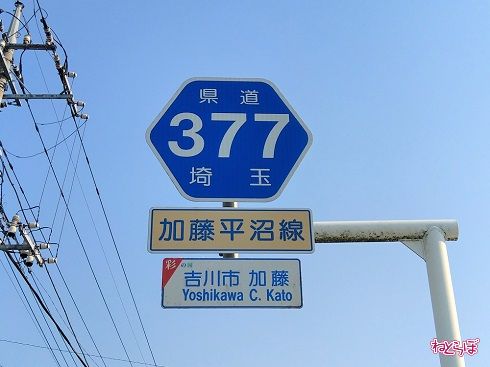 県道
377
埼玉
加藤平沼線
彩の国
吉川市 加藤
Yoshikawa C. Kato
ねとらぼ